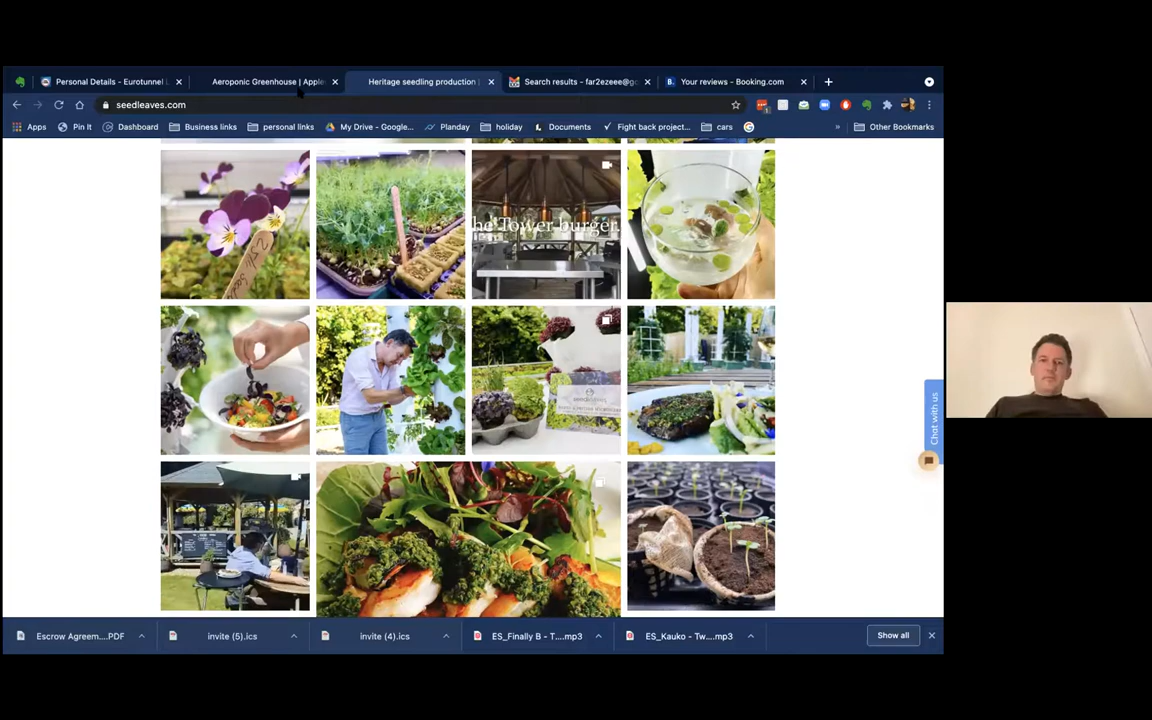 Personal Details - Eurotunnel L
Aeroponic Greenhouse | Apple
Heritage seedling production |
Search results - far2ezeee@go
Your reviews - Booking.com
seedleaves.com
Apps
Pin It
Dashboard
Business links
personal links
My Drive - Google...
Planday
holiday
Documents
Fight back project...
cars
Other Bookmarks
he Tower burger.
seedleaves
Chat with us
Escrow Agreem....PDF
invite (5).ics
invite (4).ics
ES_Finally B - T....mp3
ES_Kauko - Tw....mp3
Show all